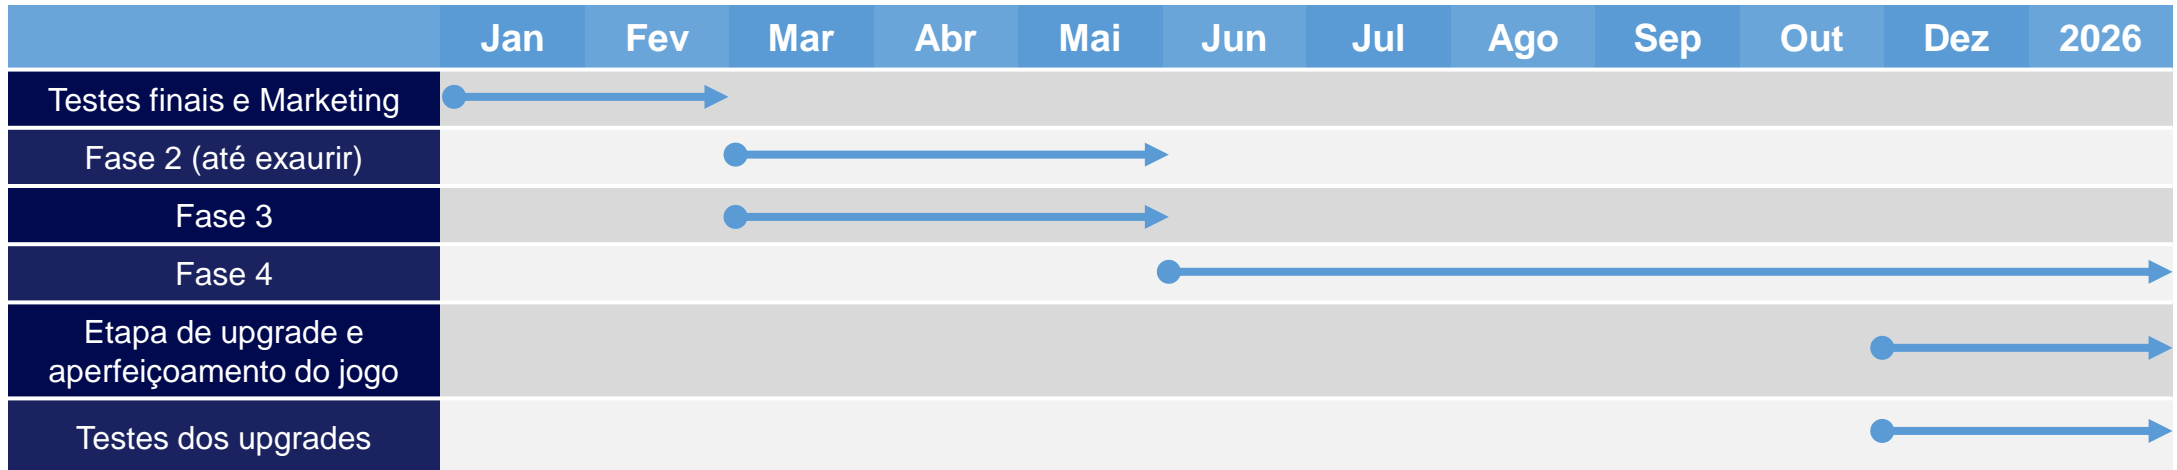 Jan Fev Mar Abr Mai Jun Jul Ago Sep Out Dez 2026
Testes finais e Marketing
Fase 2 (até exaurir)
Fase 3
Fase 4
Etapa de upgrade e
aperfeiçoamento do jogo
Testes dos upgrades